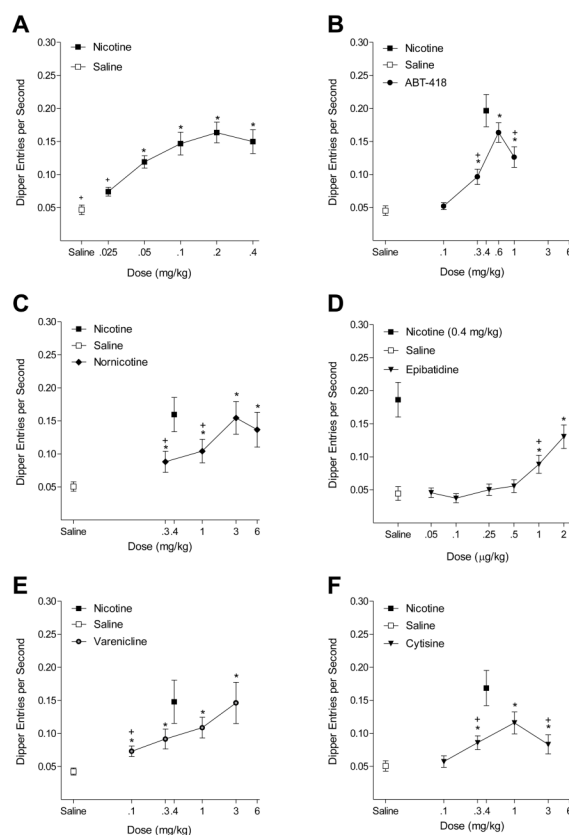 A
Nicotine
Saline
Dipper Entries per Second
0.30
0.25
0.20
0.15
0.10
0.05
+ + * * * *
Saline .025 .05 .1 .2 .4
Dose (mg/kg)
B
Nicotine
Saline
ABT-418
Dipper Entries per Second
0.30
0.25
0.20
0.15
0.10
0.05
+ * * + *
Saline .1 .3 .4 .6 1 3 6
Dose (mg/kg)
C
Nicotine
Saline
Nornicotine
Dipper Entries per Second
0.30
0.25
0.20
0.15
0.10
0.05
+ * + * * *
Saline .3 .4 1 3 6
Dose (mg/kg)
D
Nicotine (0.4 mg/kg)
Saline
Epibatidine
Dipper Entries per Second
0.30
0.25
0.20
0.15
0.10
0.05
+ * *
Saline .05 .1 .25 .5 1 2
Dose (μg/kg)
E
Nicotine
Saline
Varenicline
Dipper Entries per Second
0.30
0.25
0.20
0.15
0.10
0.05
+ * * * *
Saline .1 .3 .4 1 3 6
Dose (mg/kg)
F
Nicotine
Saline
Cytisine
Dipper Entries per Second
0.30
0.25
0.20
0.15
0.10
0.05
+ * * + *
Saline .1 .3 .4 1 3 6
Dose (mg/kg)